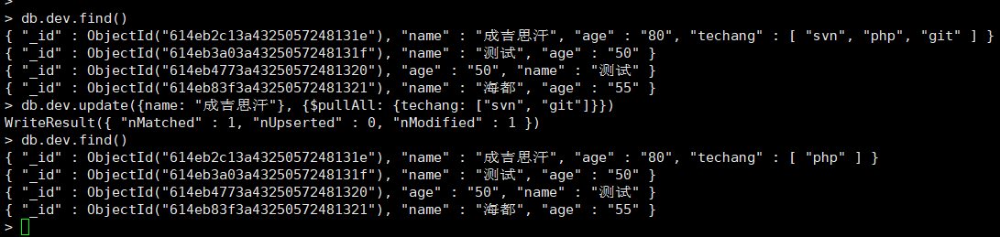 >
> db.dev.find()
{ "_id" : ObjectId("614eb2c13a4325057248131e"), "name" : "成吉思汗", "age" : "80", "techang" : [ "svn", "php", "git" ] }
{ "_id" : ObjectId("614eb3a03a4325057248131f"), "name" : "测试", "age" : "50" }
{ "_id" : ObjectId("614eb4773a43250572481320"), "age" : "50", "name" : "测试" }
{ "_id" : ObjectId("614eb83f3a43250572481321"), "name" : "海都", "age" : "55" }
> db.dev.update({name: "成吉思汗"}, {$pullAll: {techang: ["svn", "git"]}})
WriteResult({ "nMatched" : 1, "nUpserted" : 0, "nModified" : 1 })
> db.dev.find()
{ "_id" : ObjectId("614eb2c13a4325057248131e"), "name" : "成吉思汗", "age" : "80", "techang" : [ "php" ] }
{ "_id" : ObjectId("614eb3a03a4325057248131f"), "name" : "测试", "age" : "50" }
{ "_id" : ObjectId("614eb4773a43250572481320"), "age" : "50", "name" : "测试" }
{ "_id" : ObjectId("614eb83f3a43250572481321"), "name" : "海都", "age" : "55" }
>